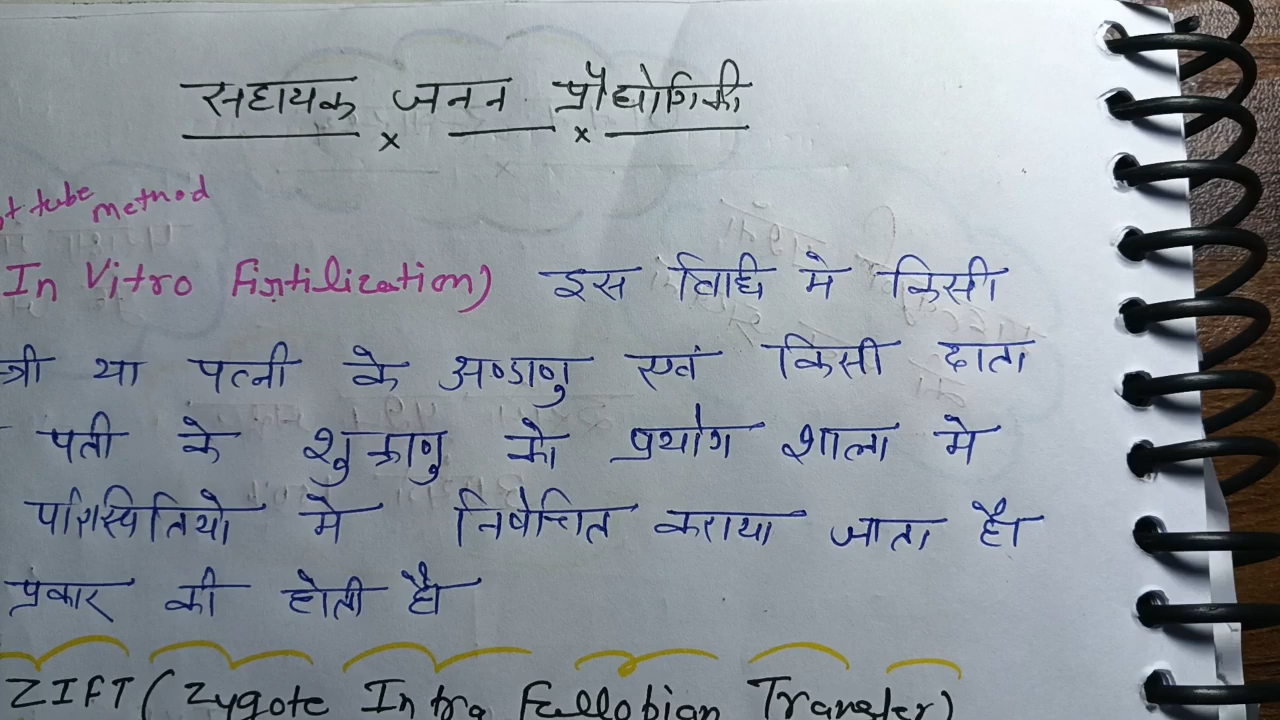 सहायक जनन प्रौद्योगिकी
tube method
In Vitro Firtilization) इस विधि मे किसी
त्री या पत्नी के अण्डाणु एवं किसी दाता
पती के शुक्राणु को प्रयोग शाला मे
परिस्थितियो मे निषेचित कराया जाता है।
प्रकार की होती है
ZIFT (Zygote Intra Fallobian Transfer)